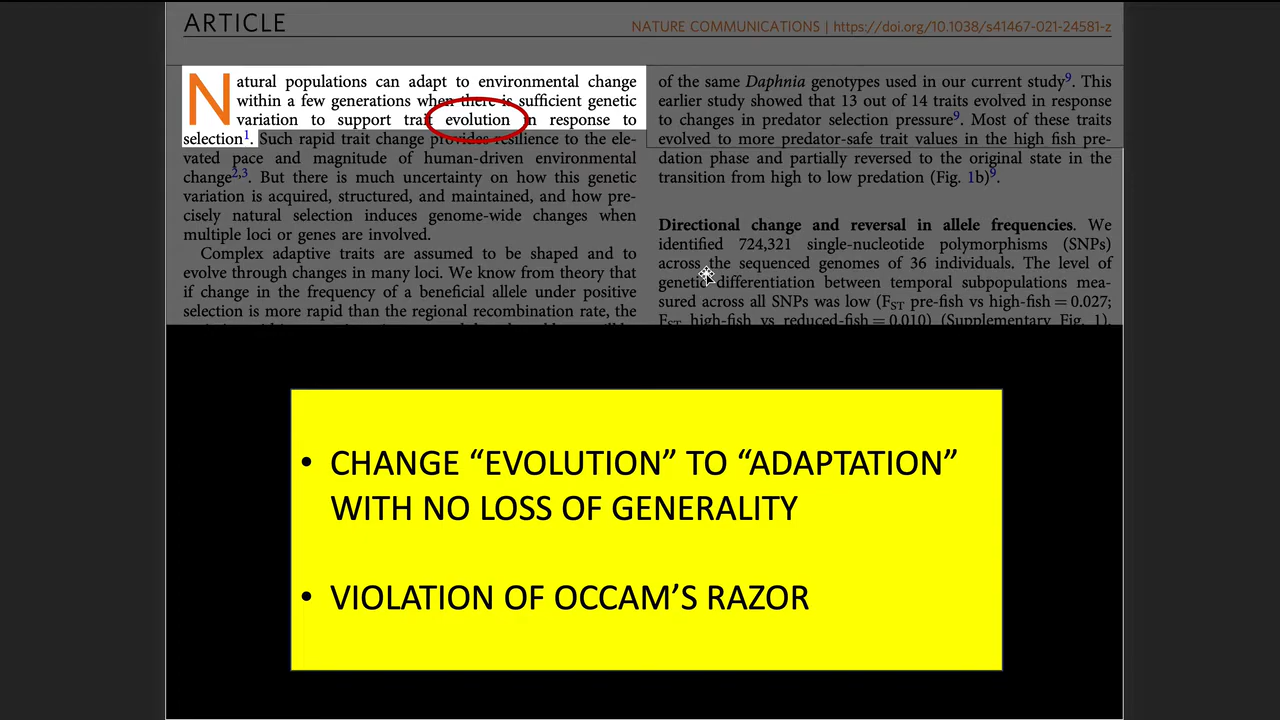 ARTICLE
NATURE COMMUNICATIONS | https://doi.org/10.1038/s41467-021-24581-z
Natural populations can adapt to environmental change
within a few generations when there is sufficient genetic
variation to support trait evolution in response to
selection1. Such rapid trait change provides resilience to the ele-
vated pace and magnitude of human-driven environmental
change2,3. But there is much uncertainty on how this genetic
variation is acquired, structured, and maintained, and how pre-
cisely natural selection induces genome-wide changes when
multiple loci or genes are involved.
Complex adaptive traits are assumed to be shaped and to
evolve through changes in many loci. We know from theory that
if change in the frequency of a beneficial allele under positive
selection is more rapid than the regional recombination rate, the
of the same Daphnia genotypes used in our current study9. This
earlier study showed that 13 out of 14 traits evolved in response
to changes in predator selection pressure9. Most of these traits
evolved to more predator-safe trait values in the high fish pre-
dation phase and partially reversed to the original state in the
transition from high to low predation (Fig. 1b)9.
Directional change and reversal in allele frequencies. We
identified 724,321 single-nucleotide polymorphisms (SNPs)
across the sequenced genomes of 36 individuals. The level of
genetic differentiation between temporal subpopulations mea-
sured across all SNPs was low (FST pre-fish vs high-fish = 0.027;
FST high-fish vs reduced-fish = 0.010) (Supplementary Fig. 1).
• CHANGE “EVOLUTION” TO “ADAPTATION”
WITH NO LOSS OF GENERALITY
• VIOLATION OF OCCAM’S RAZOR